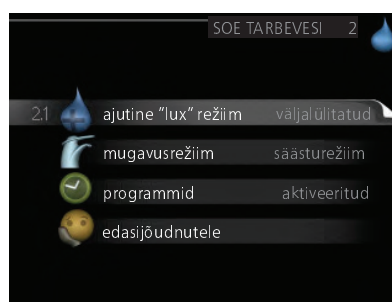 SOE TARBEVESI 2
2.1 ajutine "lux" režiim väljalülitatud
mugavusrežiim säästurežiim
programmid aktiveeritud
edasijõudnutele